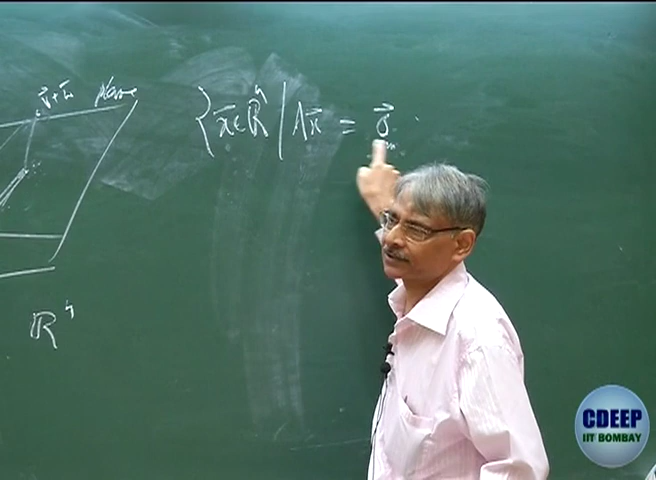 v⃗+w⃗ plane
{x⃗∈ℝⁿ | Ax⃗ = 0⃗
ℝⁿ
CDEEP
IIT BOMBAY